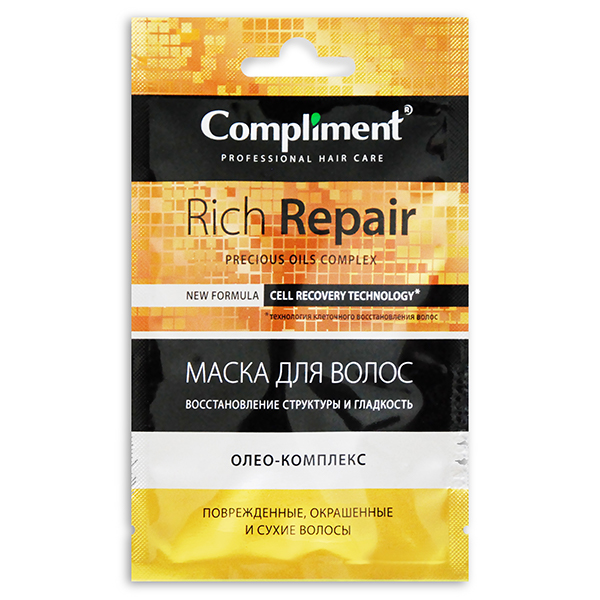 Compliment®
PROFESSIONAL HAIR CARE
Rich Repair
PRECIOUS OILS COMPLEX
NEW FORMULA CELL RECOVERY TECHNOLOGY*
*технология клеточного восстановления волос
МАСКА ДЛЯ ВОЛОС
ВОССТАНОВЛЕНИЕ СТРУКТУРЫ И ГЛАДКОСТЬ
ОЛЕО-КОМПЛЕКС
ПОВРЕЖДЕННЫЕ, ОКРАШЕННЫЕ
И СУХИЕ ВОЛОСЫ